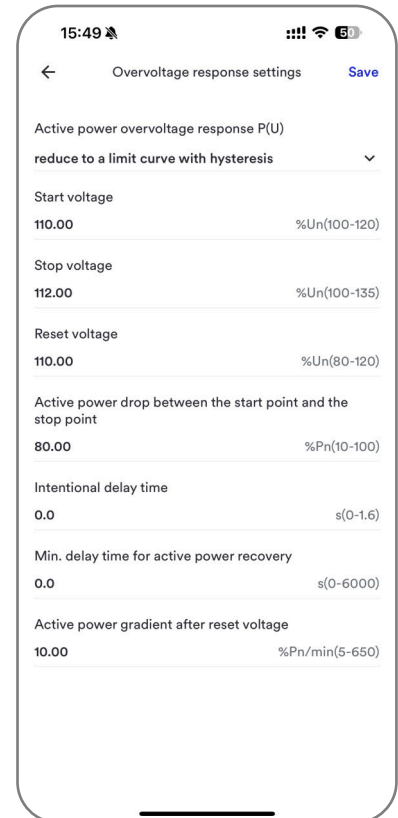 15:49
50
Overvoltage response settings Save
Active power overvoltage response P(U)
reduce to a limit curve with hysteresis
Start voltage
110.00 %Un(100-120)
Stop voltage
112.00 %Un(100-135)
Reset voltage
110.00 %Un(80-120)
Active power drop between the start point and the
stop point
80.00 %Pn(10-100)
Intentional delay time
0.0 s(0-1.6)
Min. delay time for active power recovery
0.0 s(0-6000)
Active power gradient after reset voltage
10.00 %Pn/min(5-650)